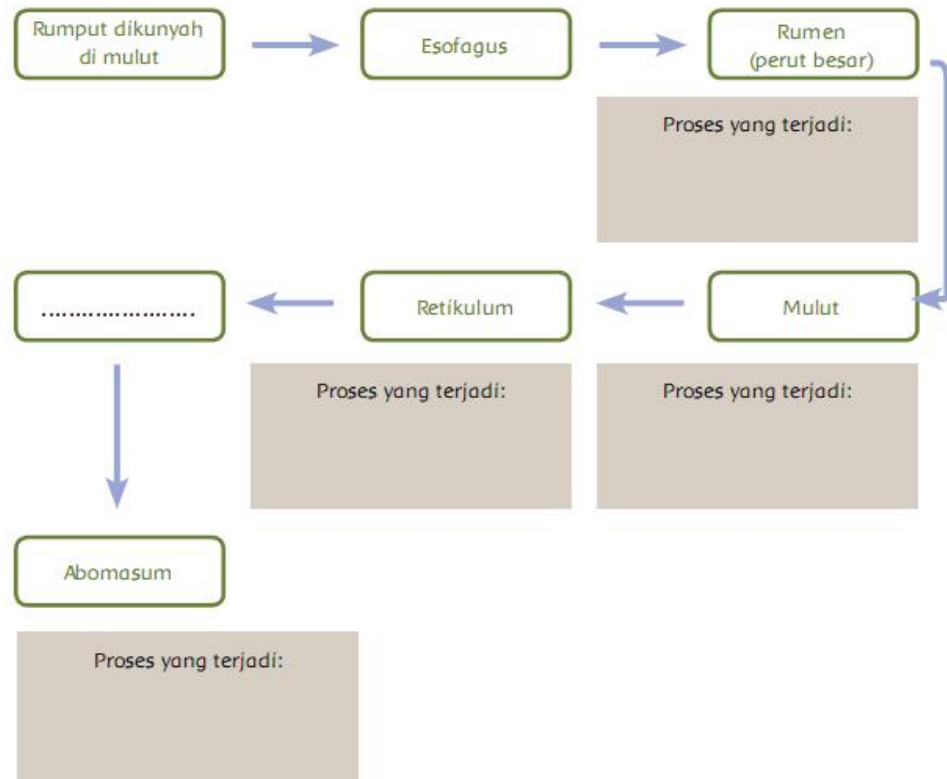 Rumput dikunyah
di mulut
Esofagus
Rumen
(perut besar)
Proses yang terjadi:
.......................
Retikulum
Mulut
Proses yang terjadi:
Proses yang terjadi:
Abomasum
Proses yang terjadi: